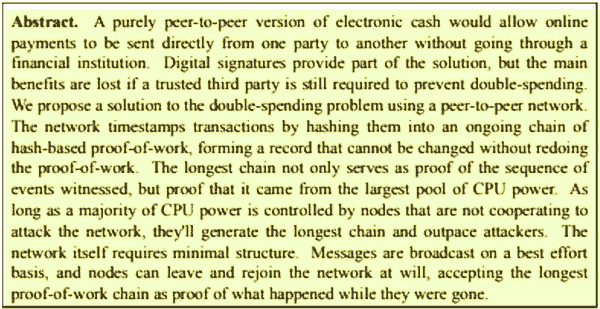 Abstract. A purely peer-to-peer version of electronic cash would allow online
payments to be sent directly from one party to another without going through a
financial institution. Digital signatures provide part of the solution, but the main
benefits are lost if a trusted third party is still required to prevent double-spending.
We propose a solution to the double-spending problem using a peer-to-peer network.
The network timestamps transactions by hashing them into an ongoing chain of
hash-based proof-of-work, forming a record that cannot be changed without redoing
the proof-of-work. The longest chain not only serves as proof of the sequence of
events witnessed, but proof that it came from the largest pool of CPU power. As
long as a majority of CPU power is controlled by nodes that are not cooperating to
attack the network, they'll generate the longest chain and outpace attackers. The
network itself requires minimal structure. Messages are broadcast on a best effort
basis, and nodes can leave and rejoin the network at will, accepting the longest
proof-of-work chain as proof of what happened while they were gone.